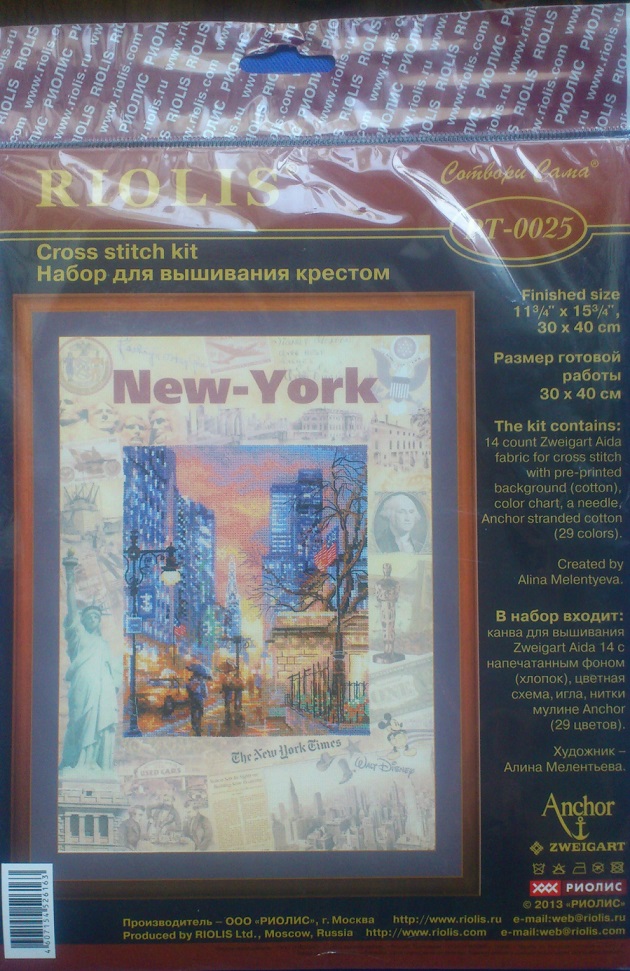 РИОЛИС www.riolis.ru RIOLIS www.riolis.com
RIOLIS
Сотвори Сама®
РТ-0025
Cross stitch kit
Набор для вышивания крестом
Finished size
11¾" x 15¾",
30 x 40 cm
Размер готовой
работы
30 x 40 см
The kit contains:
14 count Zweigart Aida
fabric for cross stitch
with pre-printed
background (cotton),
color chart, a needle,
Anchor stranded cotton
(29 colors).
Created by
Alina Melentyeva.
В набор входит:
канва для вышивания
Zweigart Aida 14 с
напечатанным фоном
(хлопок), цветная
схема, игла, нитки
мулине Anchor
(29 цветов).
Художник –
Алина Мелентьева.
New-York
The New York Times
Walt Disney
Anchor
ZWEIGART
РИОЛИС
© 2013 «РИОЛИС»
4607154526163
Производитель – ООО «РИОЛИС», г. Москва http://www.riolis.ru e-mail:web@riolis.ru
Produced by RIOLIS Ltd., Moscow, Russia http://www.riolis.com e-mail:web@riolis.com